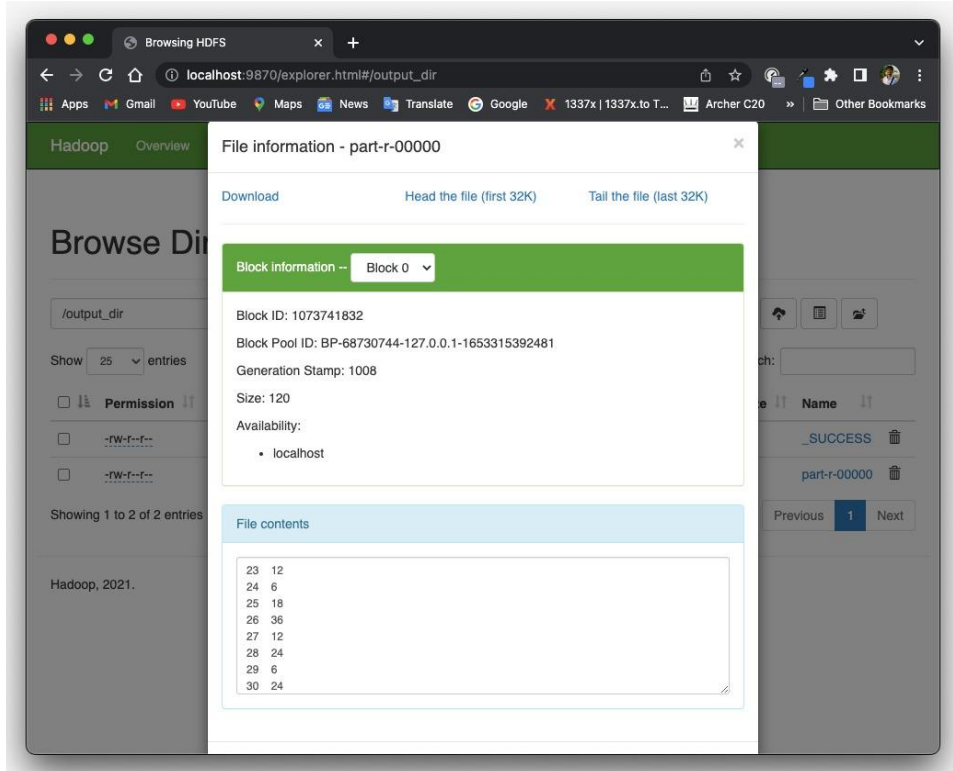 Browsing HDFS
localhost:9870/explorer.html#/output_dir
Apps Gmail YouTube Maps News Translate Google 1337x | 1337x.to T... Archer C20 » Other Bookmarks
Hadoop Overview
File information - part-r-00000 ×
Download Head the file (first 32K) Tail the file (last 32K)
Browse Dir
Block information -- Block 0
/output_dir
Block ID: 1073741832
Block Pool ID: BP-68730744-127.0.0.1-1653315392481
Show 25 entries
ch:
Generation Stamp: 1008
Size: 120
Permission
e Name
Availability:
-rw-r--r--
_SUCCESS
• localhost
-rw-r--r--
part-r-00000
Showing 1 to 2 of 2 entries
Previous 1 Next
File contents
Hadoop, 2021.
23 12
24 6
25 18
26 36
27 12
28 24
29 6
30 24